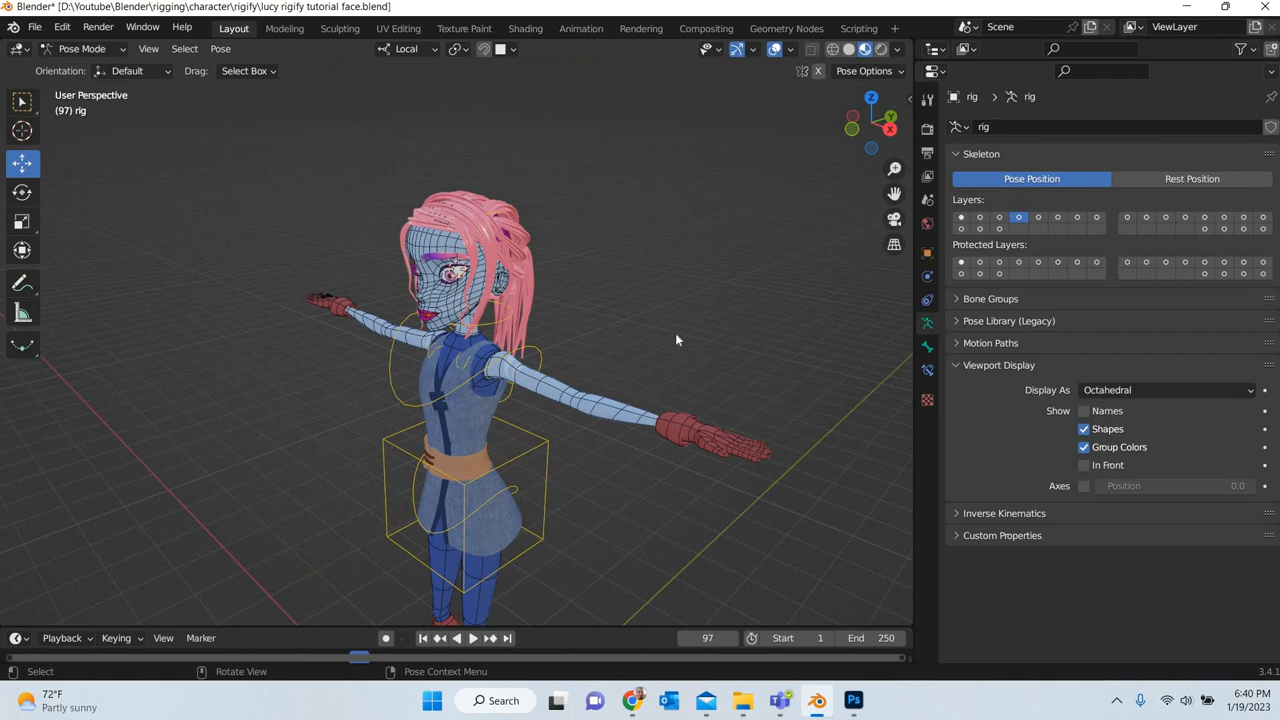 Blender* [D:\Youtube\Blender\rigging\character\rigify\lucy rigify tutorial face.blend]
File Edit Render Window Help Layout Modeling Sculpting UV Editing Texture Paint Shading Animation Rendering Compositing Geometry Nodes Scripting + Scene ViewLayer
Pose Mode View Select Pose Local
Orientation: Default Drag: Select Box X Pose Options
User Perspective
(97) rig
Z
Y
X
rig rig
rig
Skeleton
Pose Position Rest Position
Layers:
Protected Layers:
Bone Groups
Pose Library (Legacy)
Motion Paths
Viewport Display
Display As Octahedral
Show Names
Shapes
Group Colors
In Front
Axes Position 0.0
Inverse Kinematics
Custom Properties
Playback Keying View Marker 97 Start 1 End 250
Select Rotate View Pose Context Menu 3.4.1
72°F
Partly sunny
Search
Ps
6:40 PM
1/19/2023